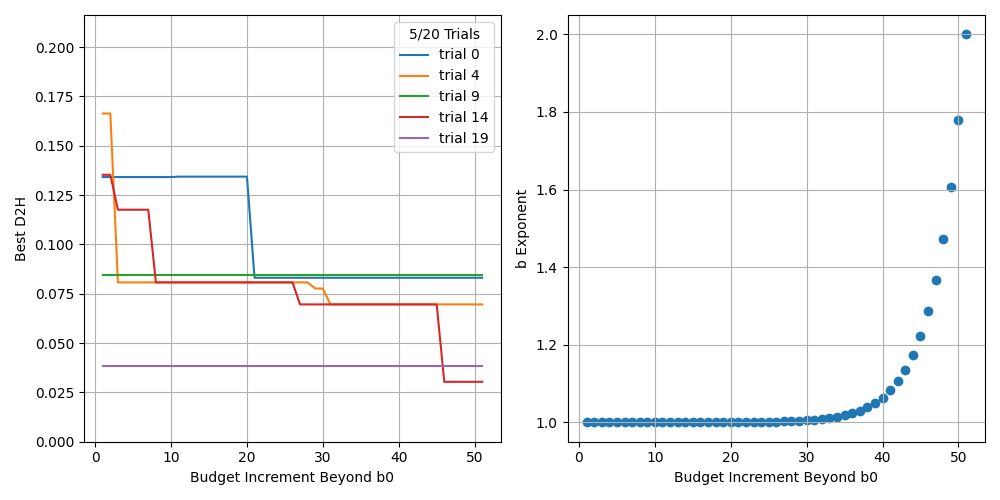 5/20 Trials
trial 0
trial 4
trial 9
trial 14
trial 19
Best D2H
0.200
0.175
0.150
0.125
0.100
0.075
0.050
0.025
0.000
0 10 20 30 40 50
Budget Increment Beyond b0
b Exponent
2.0
1.8
1.6
1.4
1.2
1.0
0 10 20 30 40 50
Budget Increment Beyond b0